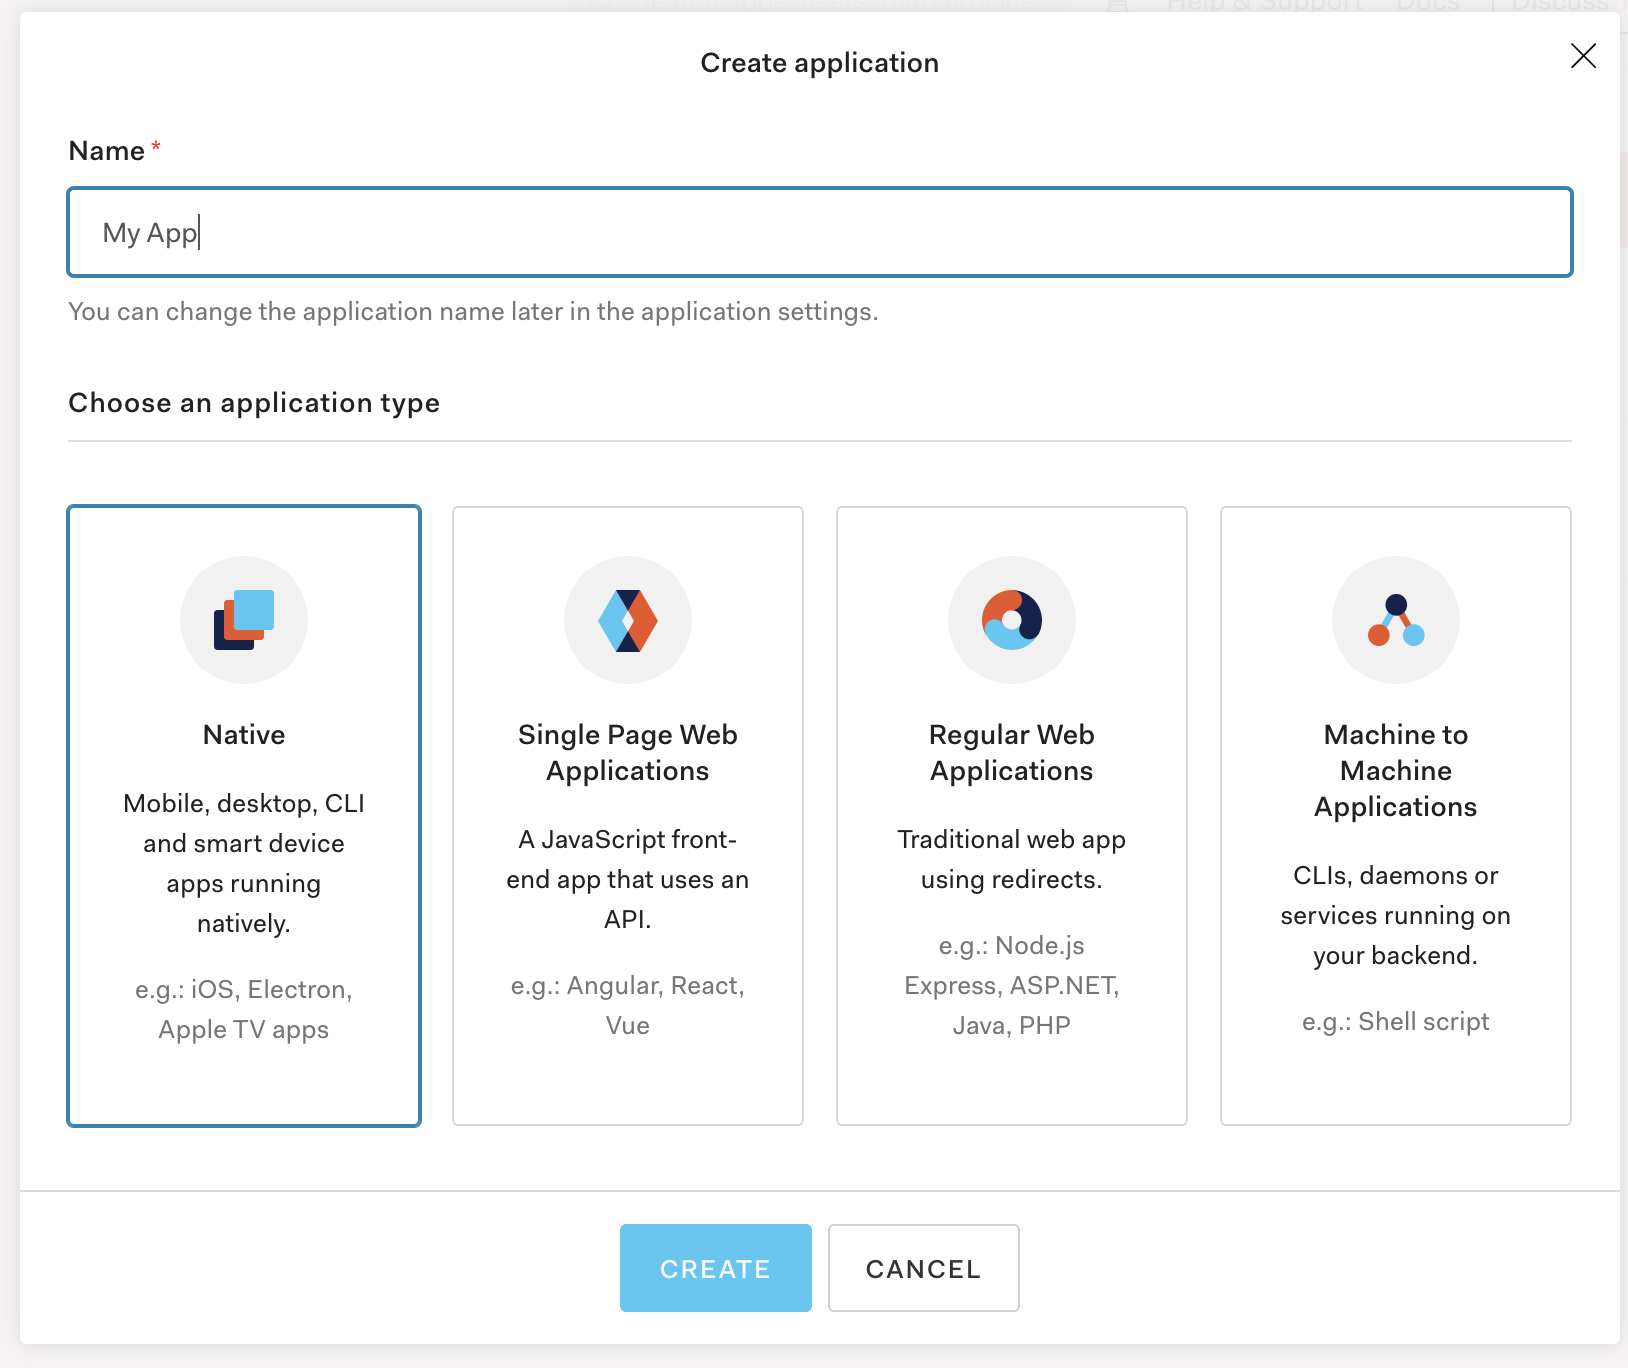 Help & Support Docs Discuss
Create application
Name *
My App
You can change the application name later in the application settings.
Choose an application type
Native
Mobile, desktop, CLI
and smart device
apps running
natively.
e.g.: iOS, Electron,
Apple TV apps
Single Page Web
Applications
A JavaScript front-
end app that uses an
API.
e.g.: Angular, React,
Vue
Regular Web
Applications
Traditional web app
using redirects.
e.g.: Node.js
Express, ASP.NET,
Java, PHP
Machine to
Machine
Applications
CLIs, daemons or
services running on
your backend.
e.g.: Shell script
CREATE
CANCEL